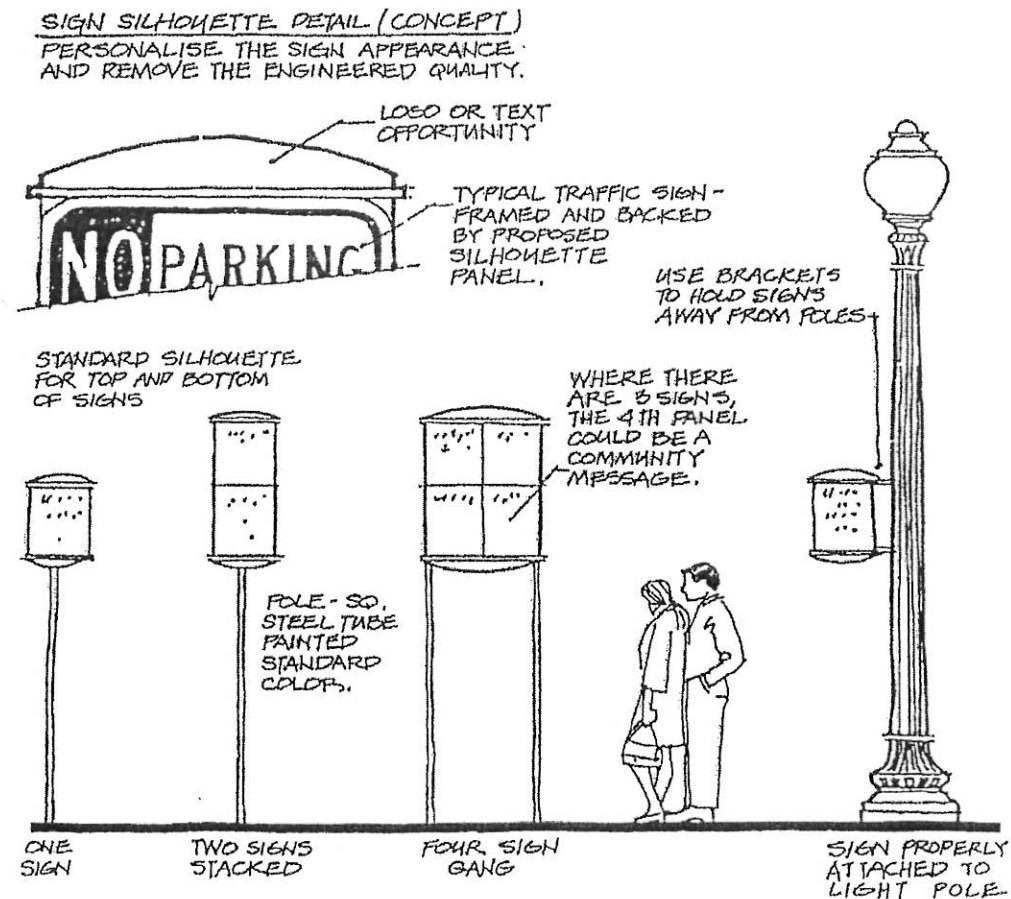 SIGN SILHOUETTE DETAIL (CONCEPT)
PERSONALISE THE SIGN APPEARANCE
AND REMOVE THE ENGINEERED QUALITY.
LOGO OR TEXT
OPPORTUNITY
TYPICAL TRAFFIC SIGN -
FRAMED AND BACKED
BY PROPOSED
SILHOUETTE
PANEL.
NO PARKING
USE BRACKETS
TO HOLD SIGNS
AWAY FROM POLES
STANDARD SILHOUETTE
FOR TOP AND BOTTOM
OF SIGNS
WHERE THERE
ARE 3 SIGNS,
THE 4TH PANEL
COULD BE A
COMMUNITY
MESSAGE.
POLE - SQ.
STEEL TUBE
PAINTED
STANDARD
COLOR.
ONE
SIGN
TWO SIGNS
STACKED
FOUR SIGN
GANG
SIGN PROPERLY
ATTACHED TO
LIGHT POLE